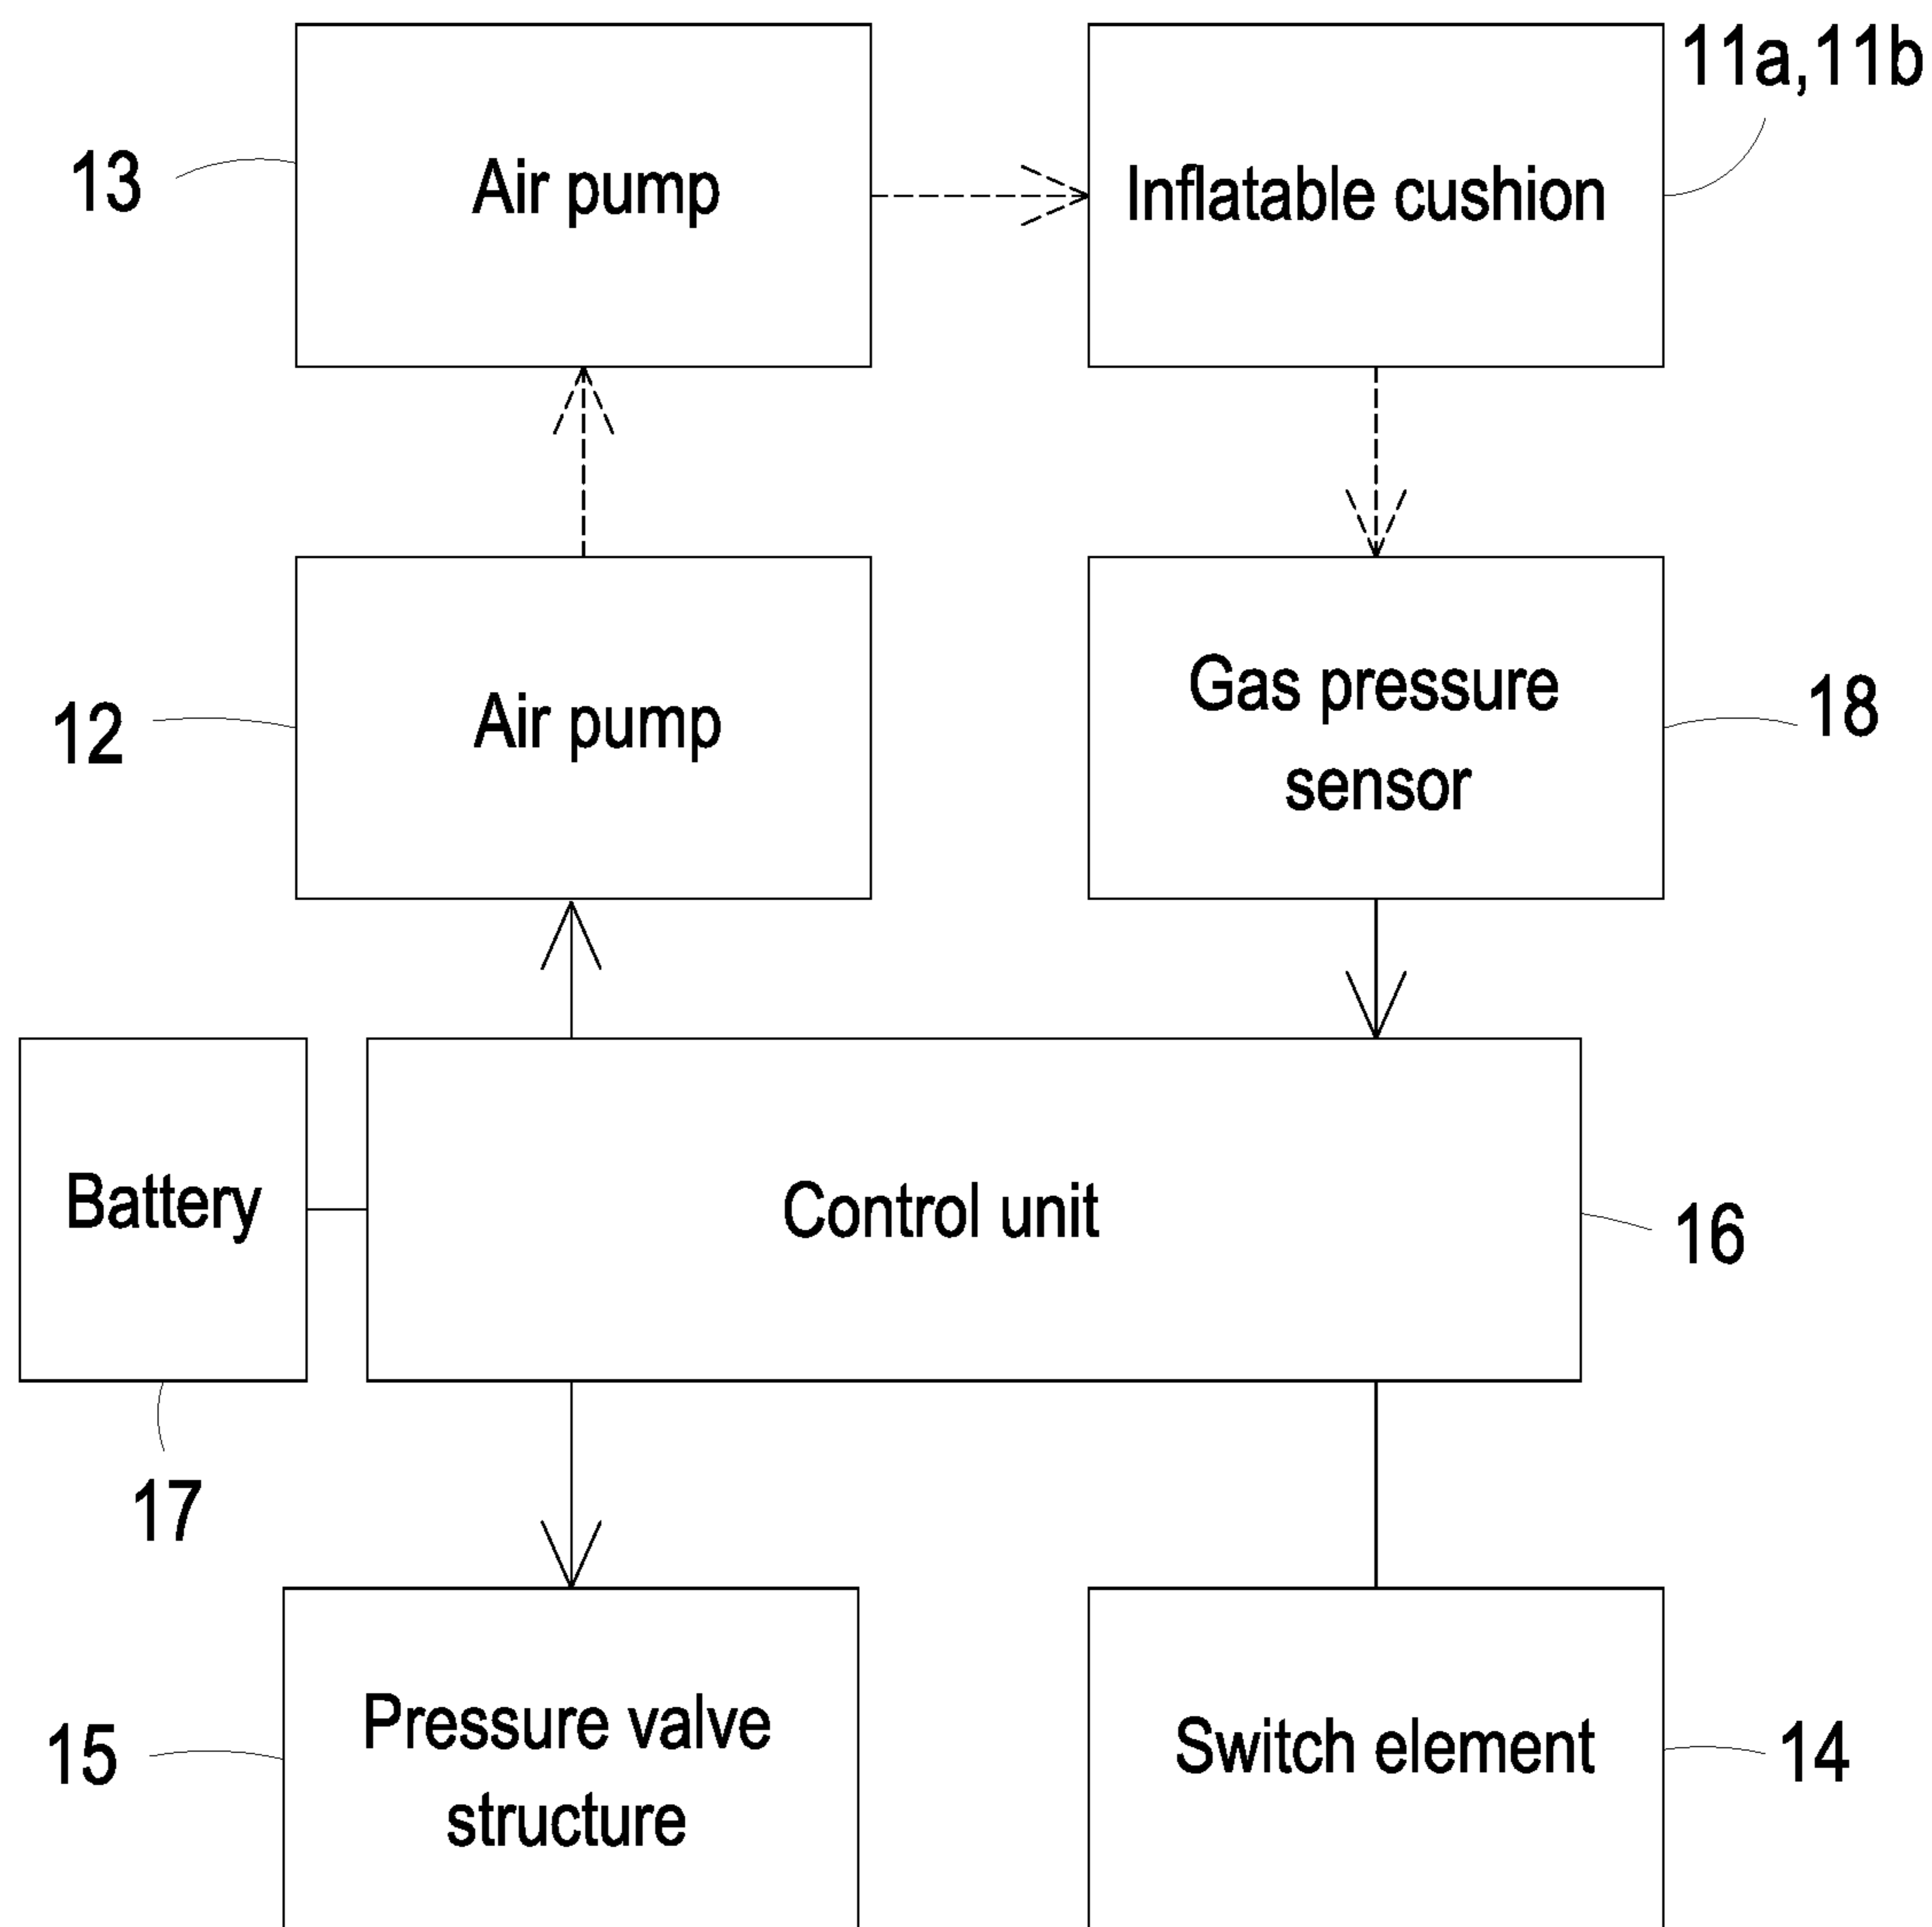 13
Air pump
Inflatable cushion
11a,11b
12
Air pump
Gas pressure
sensor
18
Battery
Control unit
16
17
15
Pressure valve
structure
Switch element
14